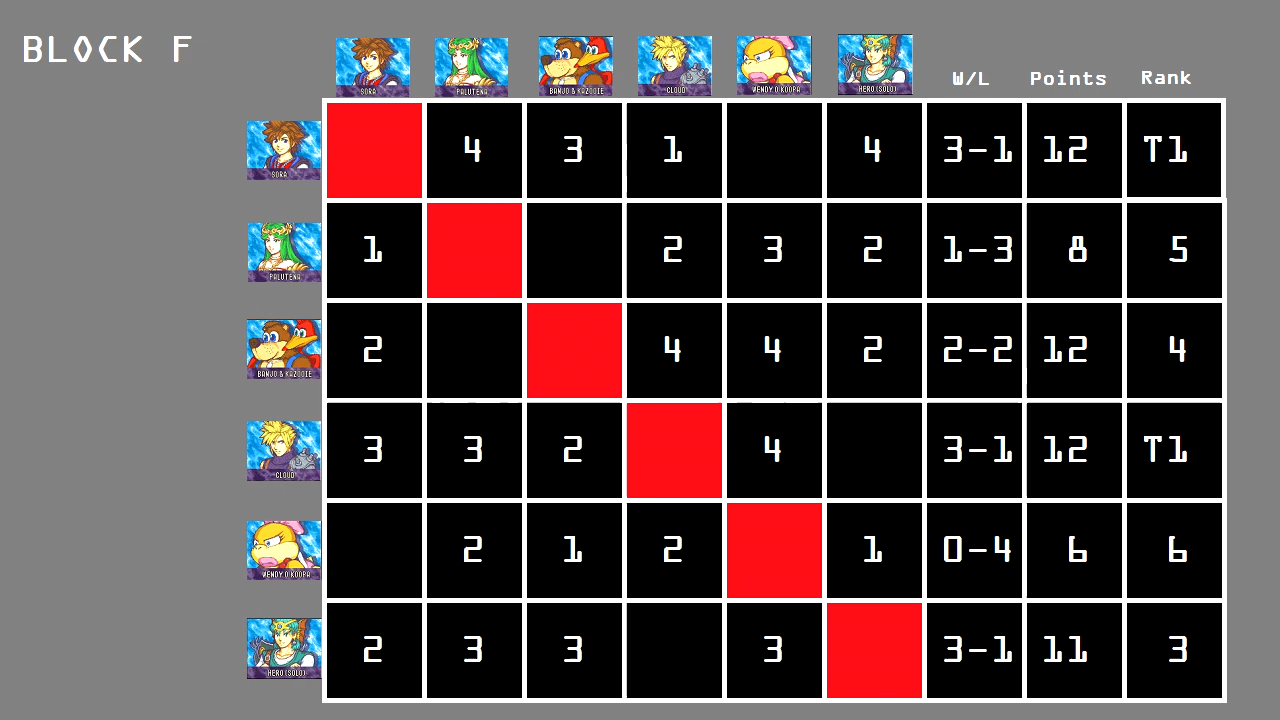 BLOCK F
SORA PALUTENA BANJO & KAZOOIE CLOUD WENDY O KOOPA HERO (SOLO) W/L Points Rank
SORA 4 3 1 4 3-1 12 T1
PALUTENA 1 2 3 2 1-3 8 5
BANJO & KAZOOIE 2 4 4 2 2-2 12 4
CLOUD 3 3 2 4 3-1 12 T1
WENDY O KOOPA 2 1 2 1 0-4 6 6
HERO (SOLO) 2 3 3 3 3-1 11 3